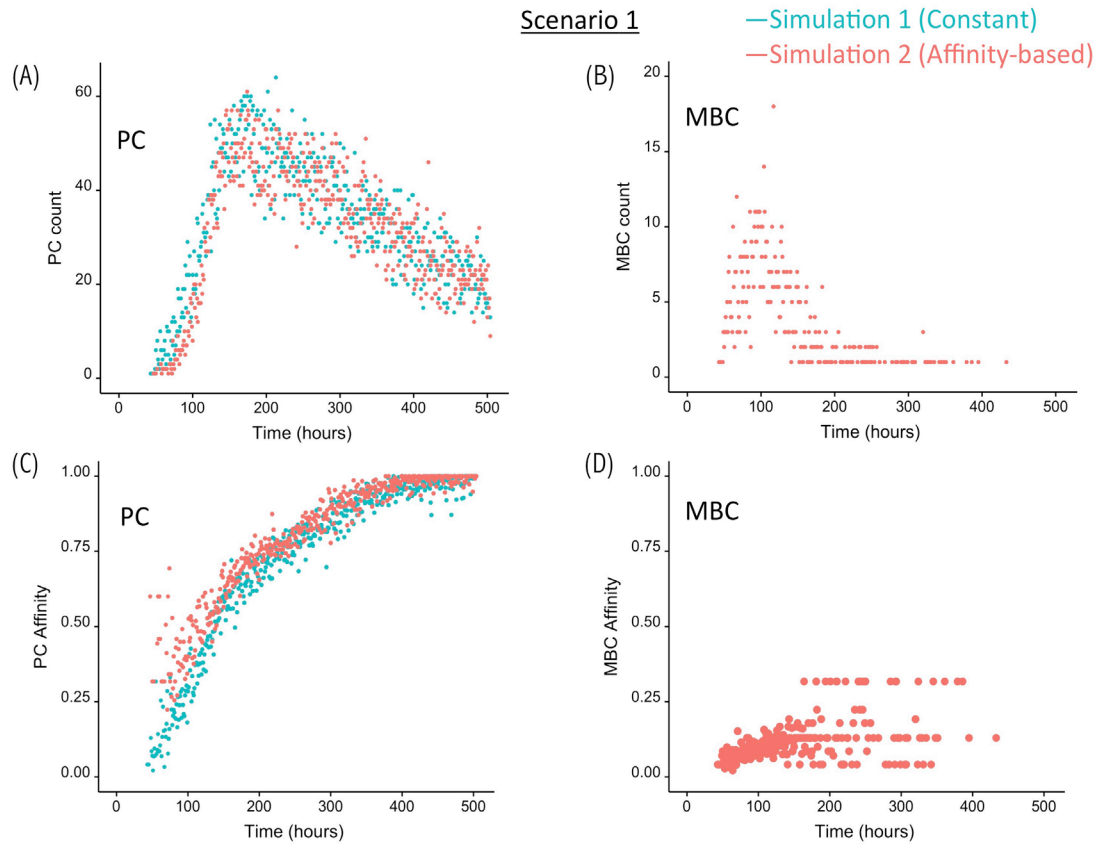 Scenario 1
—Simulation 1 (Constant)
—Simulation 2 (Affinity-based)
(A)
PC
PC count
60
40
20
0
0 100 200 300 400 500
Time (hours)
(B)
MBC
MBC count
20
15
10
5
0
0 100 200 300 400 500
Time (hours)
(C)
PC
PC Affinity
1.00
0.75
0.50
0.25
0.00
0 100 200 300 400 500
Time (hours)
(D)
MBC
MBC Affinity
1.00
0.75
0.50
0.25
0.00
0 100 200 300 400 500
Time (hours)